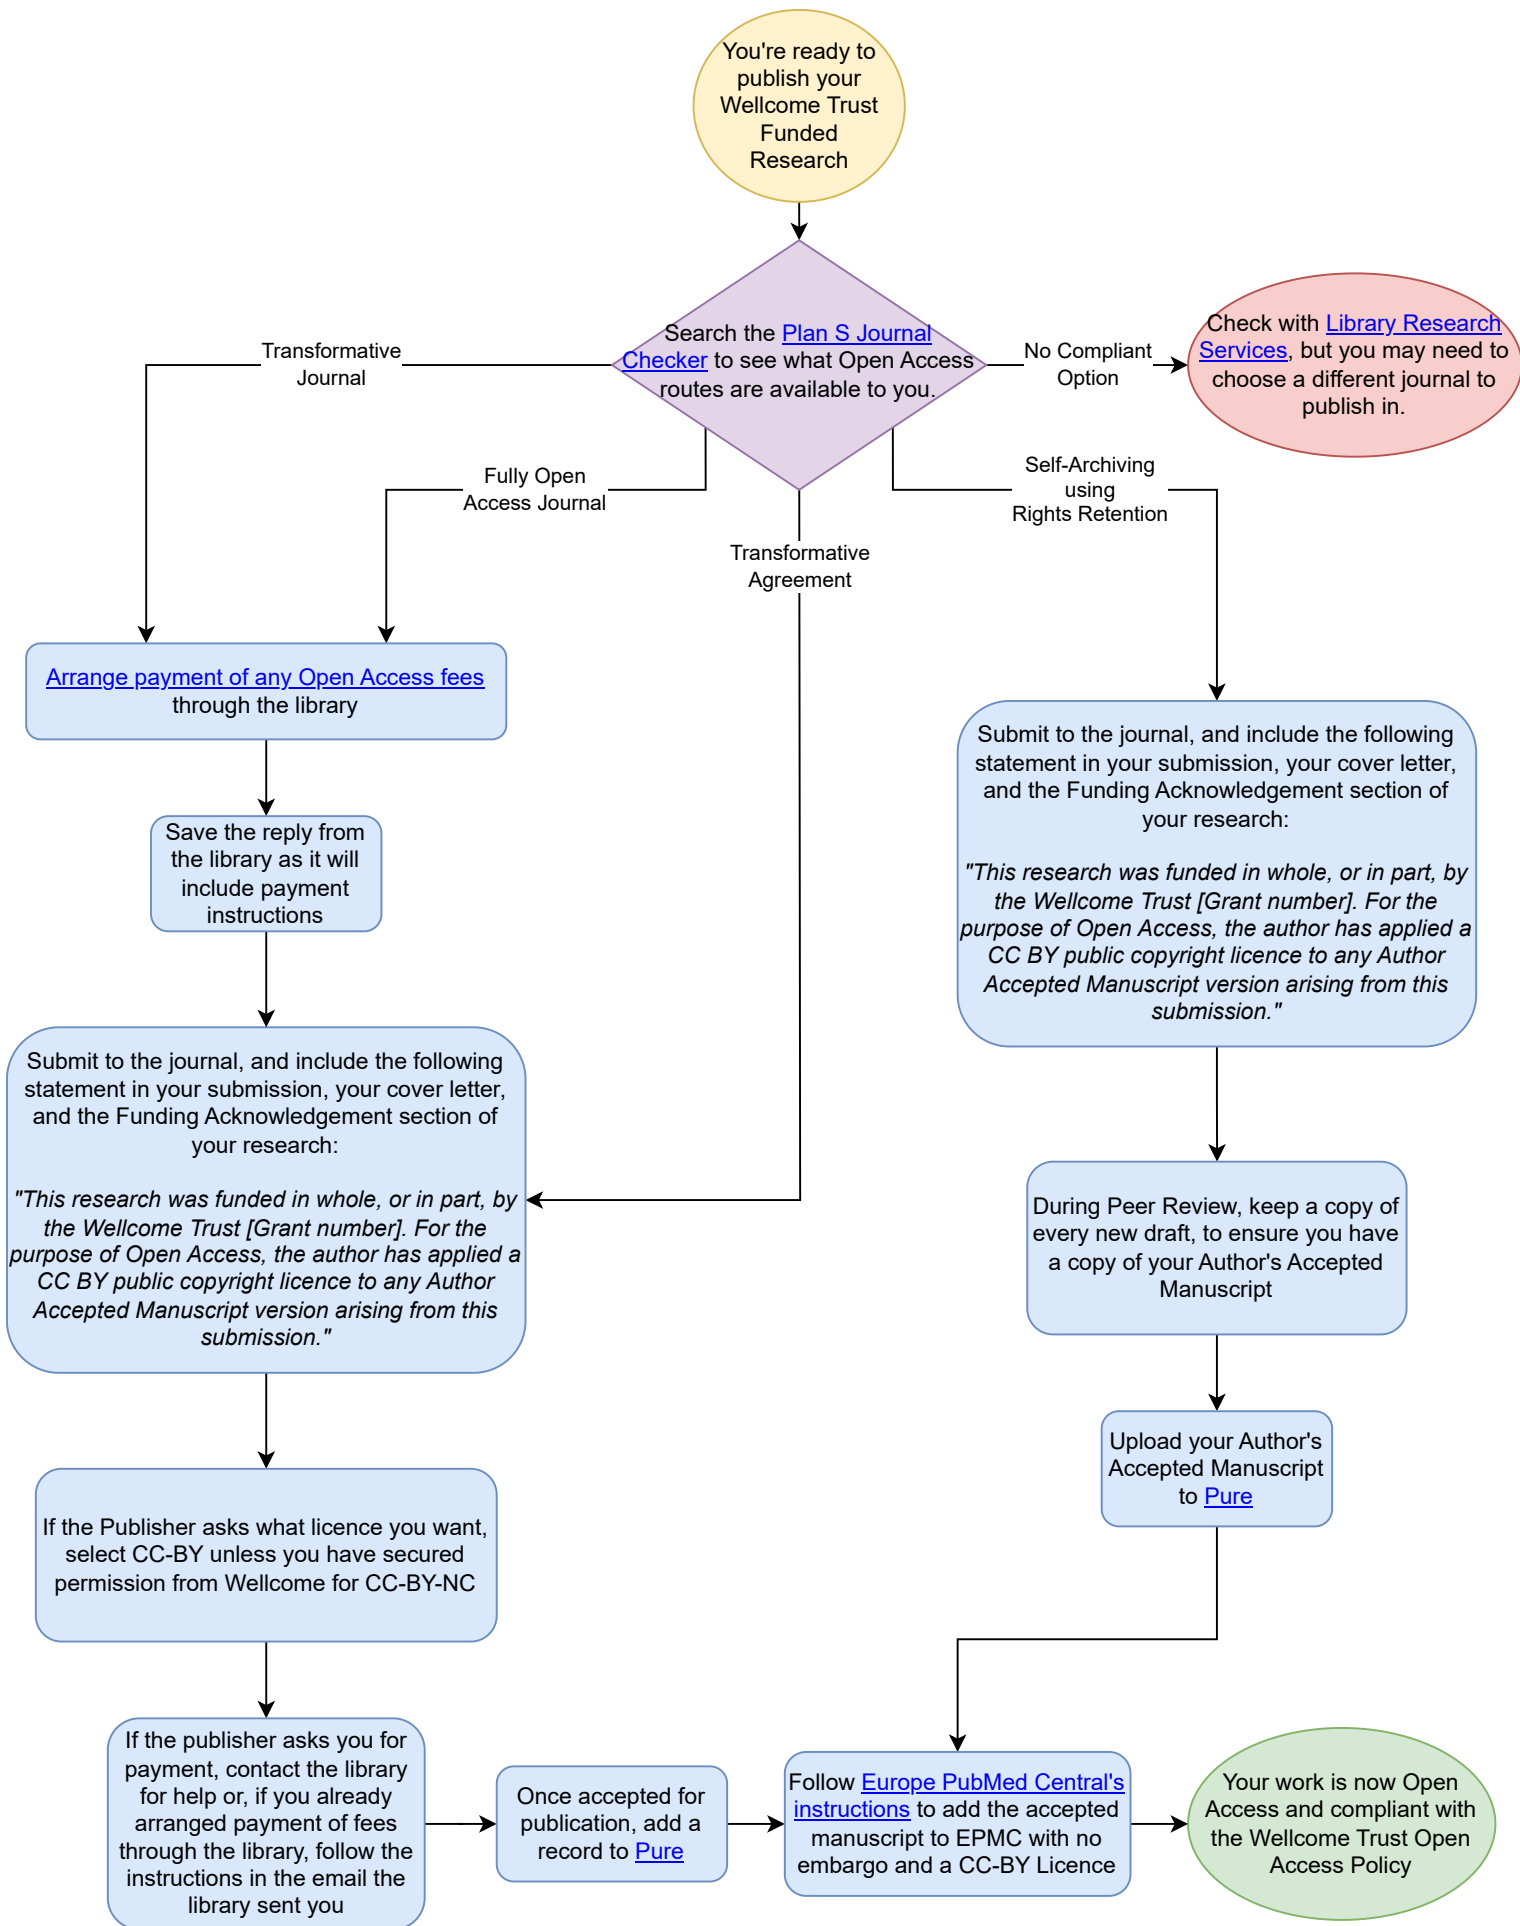 You're ready to
publish your
Wellcome Trust
Funded
Research
Search the Plan S Journal
Checker to see what Open Access
routes are available to you.
No Compliant
Option
Check with Library Research
Services, but you may need to
choose a different journal to
publish in.
Transformative
Journal
Fully Open
Access Journal
Transformative
Agreement
Self-Archiving
using
Rights Retention
Arrange payment of any Open Access fees
through the library
Save the reply from
the library as it will
include payment
instructions
Submit to the journal, and include the following
statement in your submission, your cover letter,
and the Funding Acknowledgement section of
your research:
"This research was funded in whole, or in part, by
the Wellcome Trust [Grant number]. For the
purpose of Open Access, the author has applied a
CC BY public copyright licence to any Author
Accepted Manuscript version arising from this
submission."
If the Publisher asks what licence you want,
select CC-BY unless you have secured
permission from Wellcome for CC-BY-NC
If the publisher asks you for
payment, contact the library
for help or, if you already
arranged payment of fees
through the library, follow the
instructions in the email the
library sent you
Once accepted for
publication, add a
record to Pure
Submit to the journal, and include the following
statement in your submission, your cover letter,
and the Funding Acknowledgement section of
your research:
"This research was funded in whole, or in part, by
the Wellcome Trust [Grant number]. For the
purpose of Open Access, the author has applied a
CC BY public copyright licence to any Author
Accepted Manuscript version arising from this
submission."
During Peer Review, keep a copy of
every new draft, to ensure you have
a copy of your Author's Accepted
Manuscript
Upload your Author's
Accepted Manuscript
to Pure
Follow Europe PubMed Central's
instructions to add the accepted
manuscript to EPMC with no
embargo and a CC-BY Licence
Your work is now Open
Access and compliant with
the Wellcome Trust Open
Access Policy